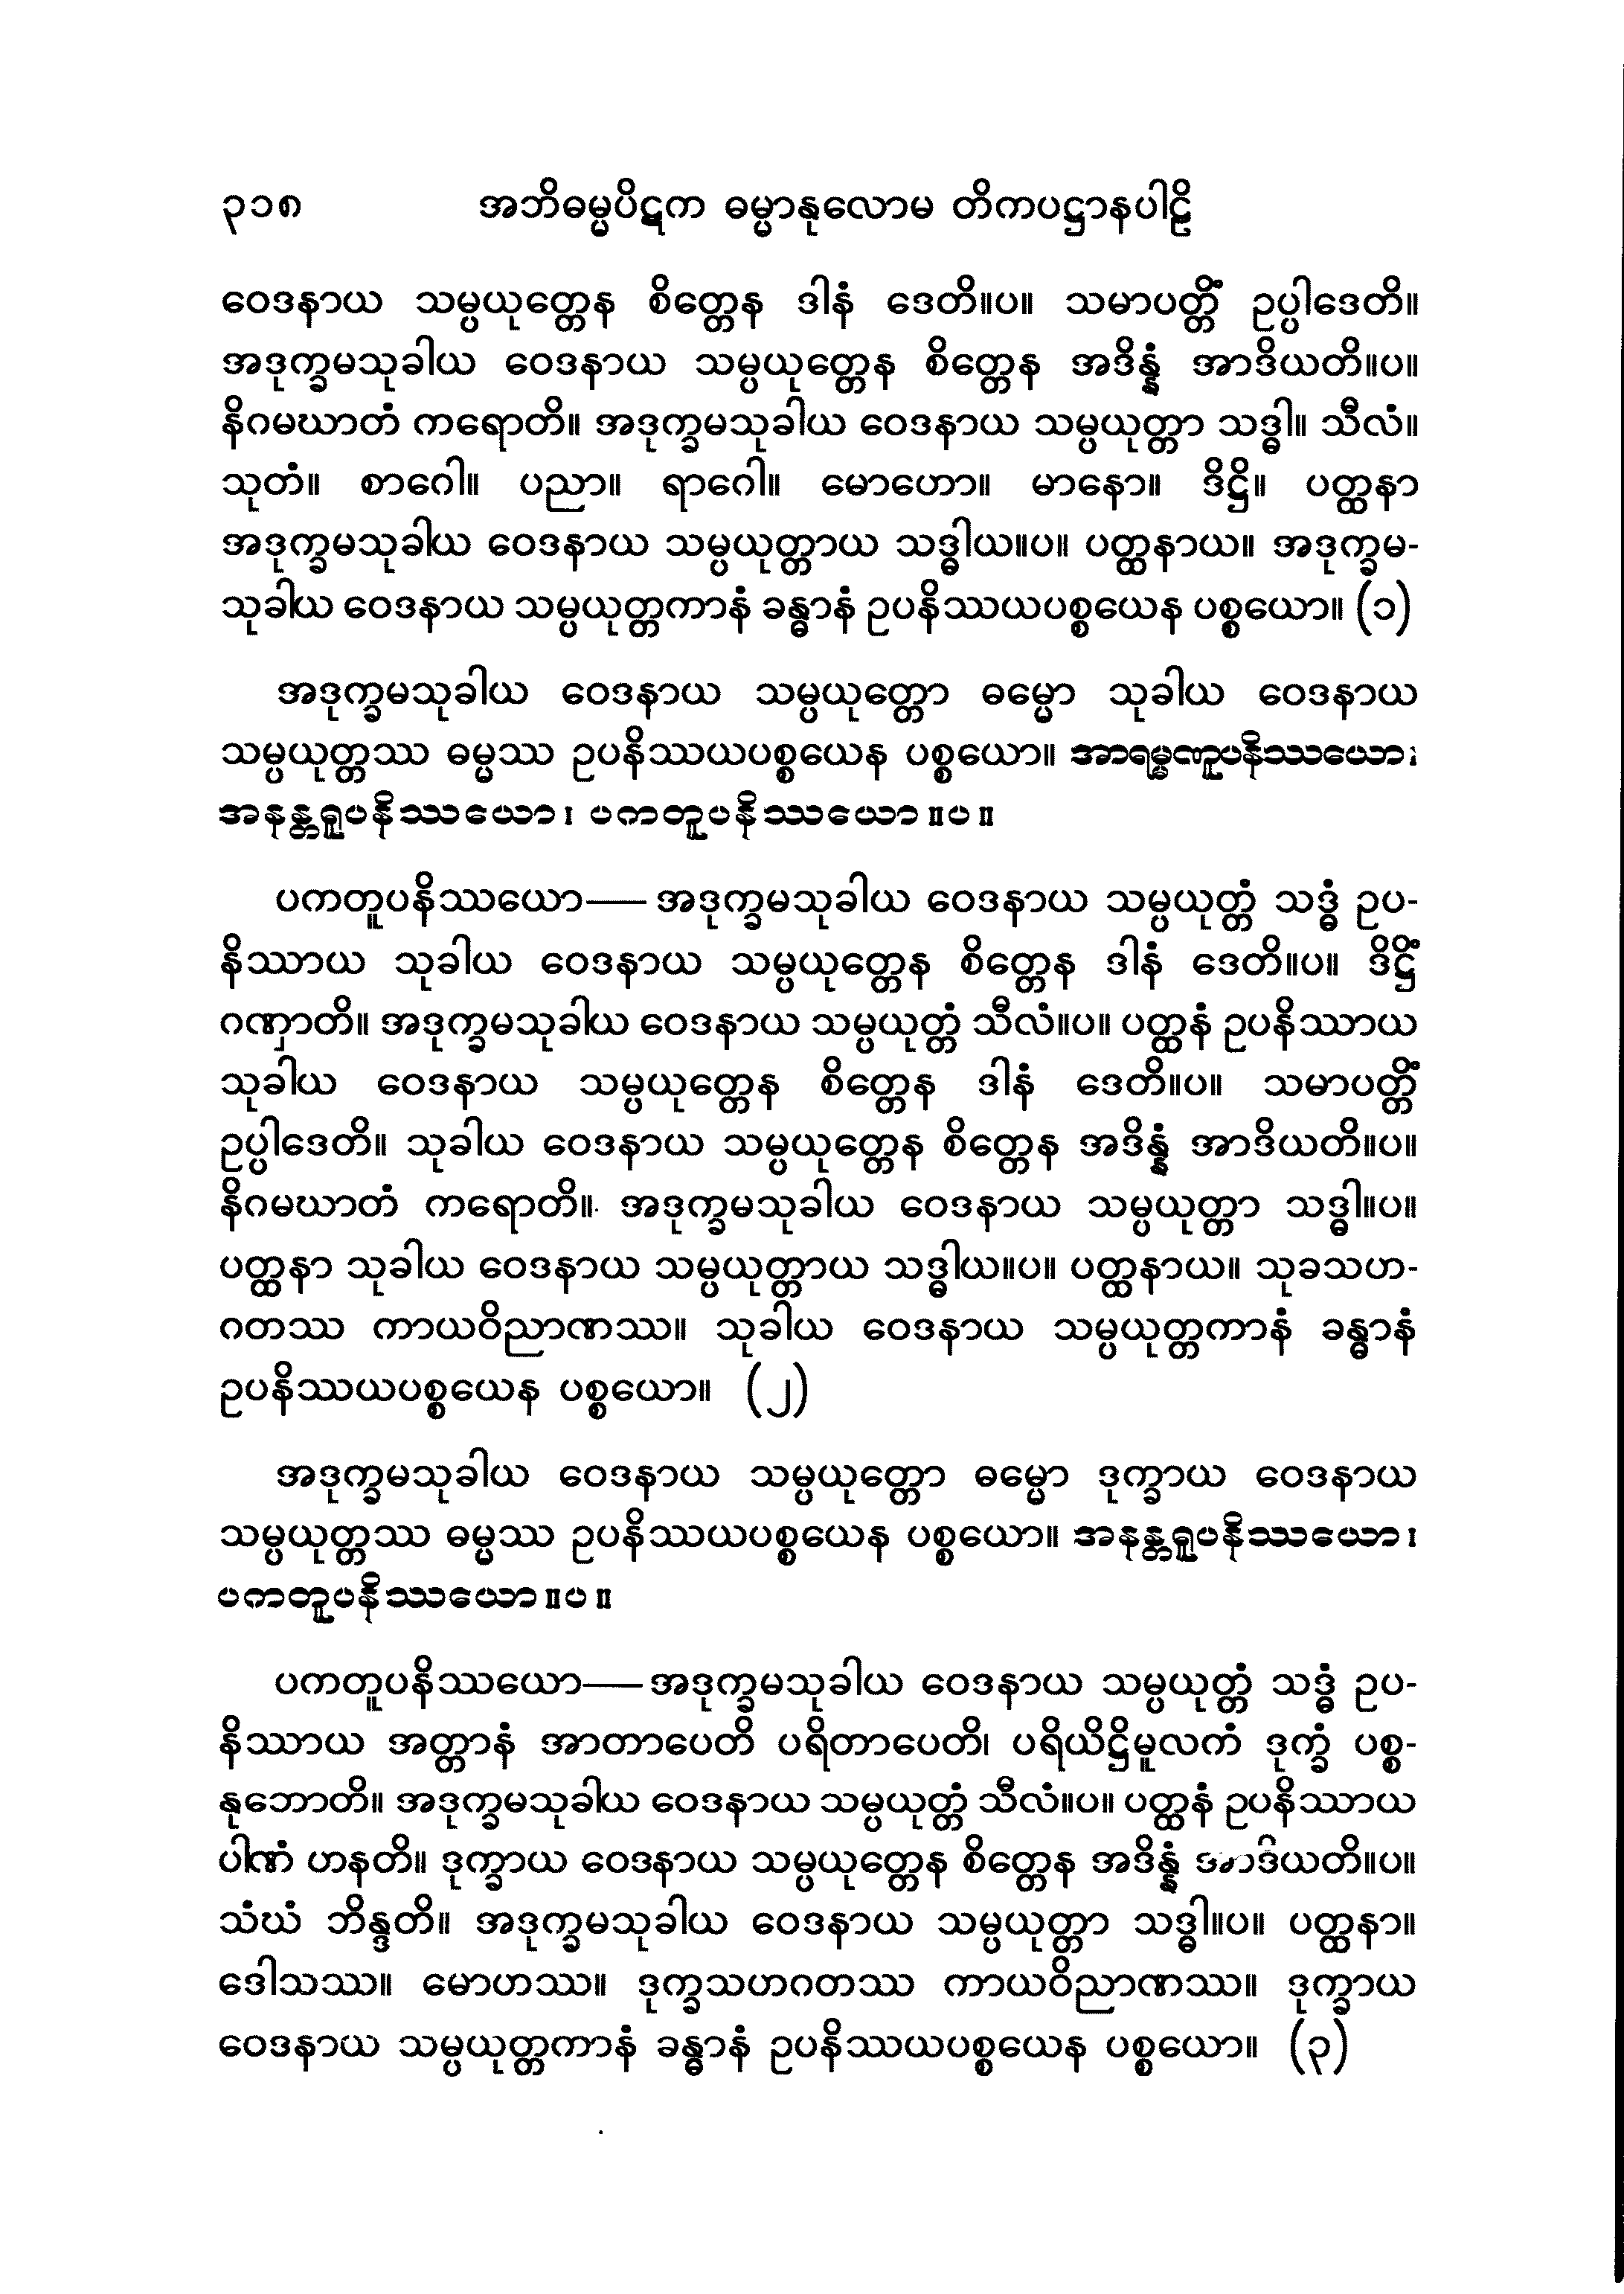 ၃၁၈ အဘိဓမ္မပိဋက ဓမ္မာနုလောမ တိကပဋ္ဌာနပါဠိ
ဝေဒနာယ သမ္ပယုတ္တေန စိတ္တေန ဒါနံ ဒေတိ။ပ။ သမာပတ္တိံ ဥပ္ပါဒေတိ။
အဒုက္ခမသုခါယ ဝေဒနာယ သမ္ပယုတ္တေန စိတ္တေန အဒိန္နံ အာဒိယတိ။ပ။
နိဂမဃာတံ ကရောတိ။ အဒုက္ခမသုခါယ ဝေဒနာယ သမ္ပယုတ္တာ သဒ္ဓါ။ သီလံ။
သုတံ။ စာဂေါ။ ပညာ။ ရာဂေါ။ မောဟော။ မာနော။ ဒိဋ္ဌိ။ ပတ္ထနာ
အဒုက္ခမသုခါယ ဝေဒနာယ သမ္ပယုတ္တာယ သဒ္ဓါယ။ပ။ ပတ္ထနာယ။ အဒုက္ခမ-
သုခါယ ဝေဒနာယ သမ္ပယုတ္တကာနံ ခန္ဓာနံ ဥပနိဿယပစ္စယေန ပစ္စယော။ (၁)
အဒုက္ခမသုခါယ ဝေဒနာယ သမ္ပယုတ္တော ဓမ္မော သုခါယ ဝေဒနာယ
သမ္ပယုတ္တဿ ဓမ္မဿ ဥပနိဿယပစ္စယေန ပစ္စယော။ အာရမ္မဏူပနိဿယော၊
အနန္တရူပနိဿယော၊ ပကတူပနိဿယော။ပ။
ပကတူပနိဿယော—အဒုက္ခမသုခါယ ဝေဒနာယ သမ္ပယုတ္တံ သဒ္ဓံ ဥပ-
နိဿာယ သုခါယ ဝေဒနာယ သမ္ပယုတ္တေန စိတ္တေန ဒါနံ ဒေတိ။ပ။ ဒိဋ္ဌိံ
ဂဏှာတိ။ အဒုက္ခမသုခါယ ဝေဒနာယ သမ္ပယုတ္တံ သီလံ။ပ။ ပတ္ထနံ ဥပနိဿာယ
သုခါယ ဝေဒနာယ သမ္ပယုတ္တေန စိတ္တေန ဒါနံ ဒေတိ။ပ။ သမာပတ္တိံ
ဥပ္ပါဒေတိ။ သုခါယ ဝေဒနာယ သမ္ပယုတ္တေန စိတ္တေန အဒိန္နံ အာဒိယတိ။ပ။
နိဂမဃာတံ ကရောတိ။ အဒုက္ခမသုခါယ ဝေဒနာယ သမ္ပယုတ္တာ သဒ္ဓါ။ပ။
ပတ္ထနာ သုခါယ ဝေဒနာယ သမ္ပယုတ္တာယ သဒ္ဓါယ။ပ။ ပတ္ထနာယ။ သုခသဟ-
ဂတဿ ကာယဝိညာဏဿ။ သုခါယ ဝေဒနာယ သမ္ပယုတ္တကာနံ ခန္ဓာနံ
ဥပနိဿယပစ္စယေန ပစ္စယော။ (၂)
အဒုက္ခမသုခါယ ဝေဒနာယ သမ္ပယုတ္တော ဓမ္မော ဒုက္ခာယ ဝေဒနာယ
သမ္ပယုတ္တဿ ဓမ္မဿ ဥပနိဿယပစ္စယေန ပစ္စယော။ အနန္တရူပနိဿယော၊
ပကတူပနိဿယော။ပ။
ပကတူပနိဿယော—အဒုက္ခမသုခါယ ဝေဒနာယ သမ္ပယုတ္တံ သဒ္ဓံ ဥပ-
နိဿာယ အတ္တာနံ အာတာပေတိ ပရိတာပေတိ၊ ပရိယိဋ္ဌိမူလကံ ဒုက္ခံ ပစ္စ-
နုဘောတိ။ အဒုက္ခမသုခါယ ဝေဒနာယ သမ္ပယုတ္တံ သီလံ။ပ။ ပတ္ထနံ ဥပနိဿာယ
ပါဏံ ဟနတိ။ ဒုက္ခာယ ဝေဒနာယ သမ္ပယုတ္တေန စိတ္တေန အဒိန္နံ အာဒိယတိ။ပ။
သံဃံ ဘိန္ဒတိ။ အဒုက္ခမသုခါယ ဝေဒနာယ သမ္ပယုတ္တာ သဒ္ဓါ။ပ။ ပတ္ထနာ။
ဒေါသဿ။ မောဟဿ။ ဒုက္ခသဟဂတဿ ကာယဝိညာဏဿ။ ဒုက္ခာယ
ဝေဒနာယ သမ္ပယုတ္တကာနံ ခန္ဓာနံ ဥပနိဿယပစ္စယေန ပစ္စယော။ (၃)